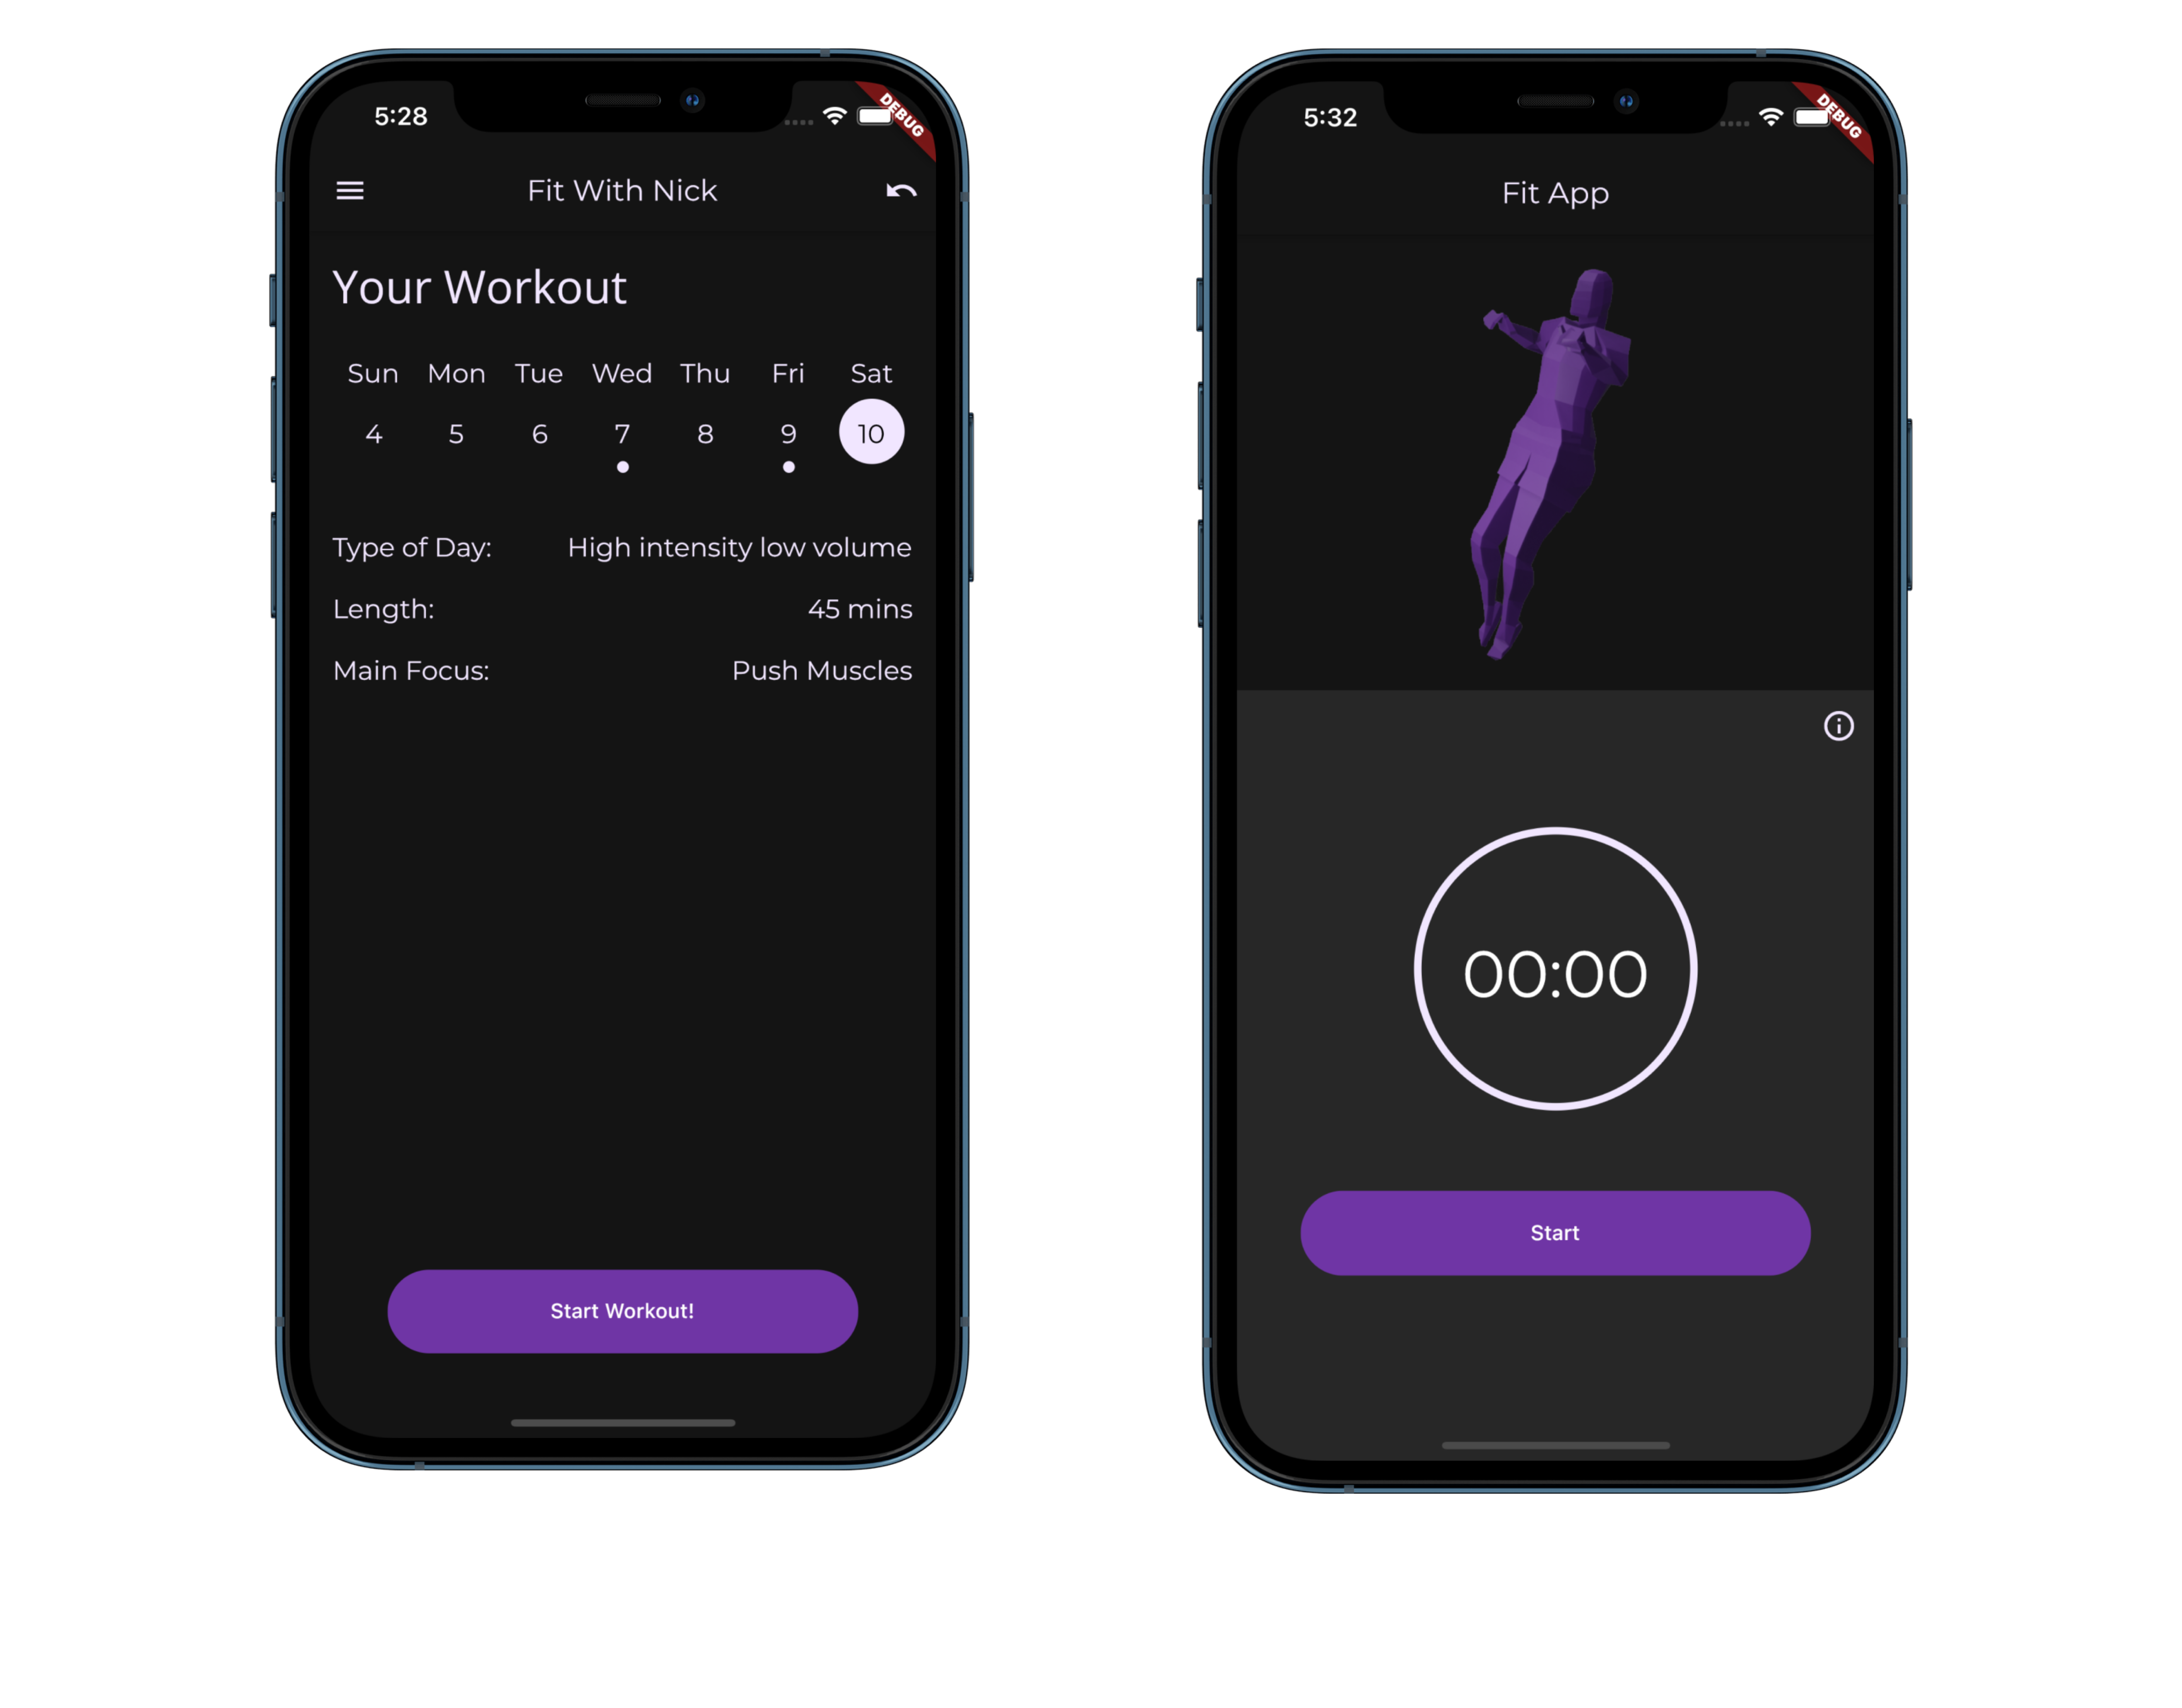 5:28
DEBUG
Fit With Nick
Your Workout
Sun Mon Tue Wed Thu Fri Sat
4 5 6 7 8 9 10
Type of Day: High intensity low volume
Length: 45 mins
Main Focus: Push Muscles
Start Workout!
5:32
DEBUG
Fit App
00:00
Start